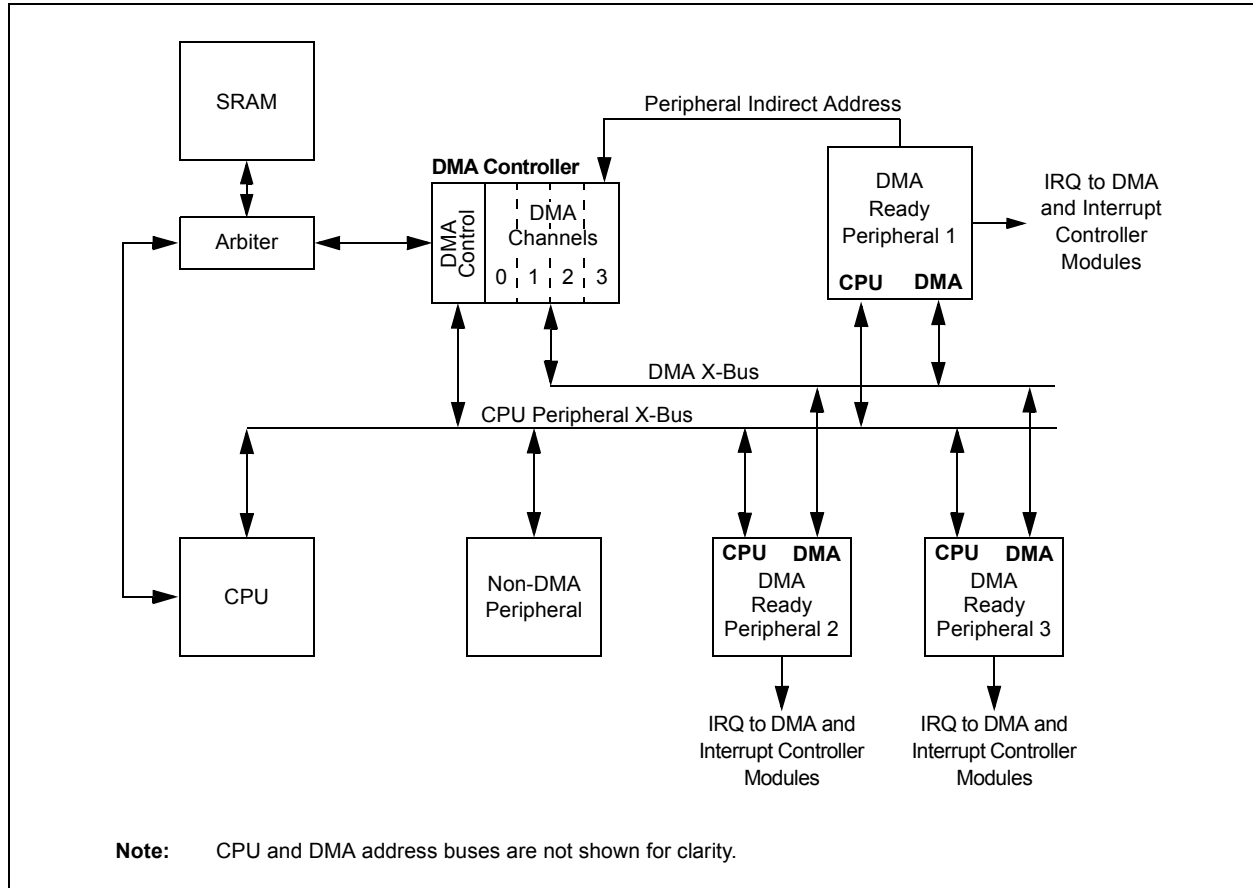 SRAM
Peripheral Indirect Address
DMA Controller
DMA
Ready
Peripheral 1
CPU DMA
IRQ to DMA
and Interrupt
Controller
Modules
Arbiter
DMA
Control
DMA
Channels
0 1 2 3
DMA X-Bus
CPU Peripheral X-Bus
CPU
Non-DMA
Peripheral
CPU DMA
DMA
Ready
Peripheral 2
CPU DMA
DMA
Ready
Peripheral 3
IRQ to DMA and
Interrupt Controller
Modules
IRQ to DMA and
Interrupt Controller
Modules
Note: CPU and DMA address buses are not shown for clarity.